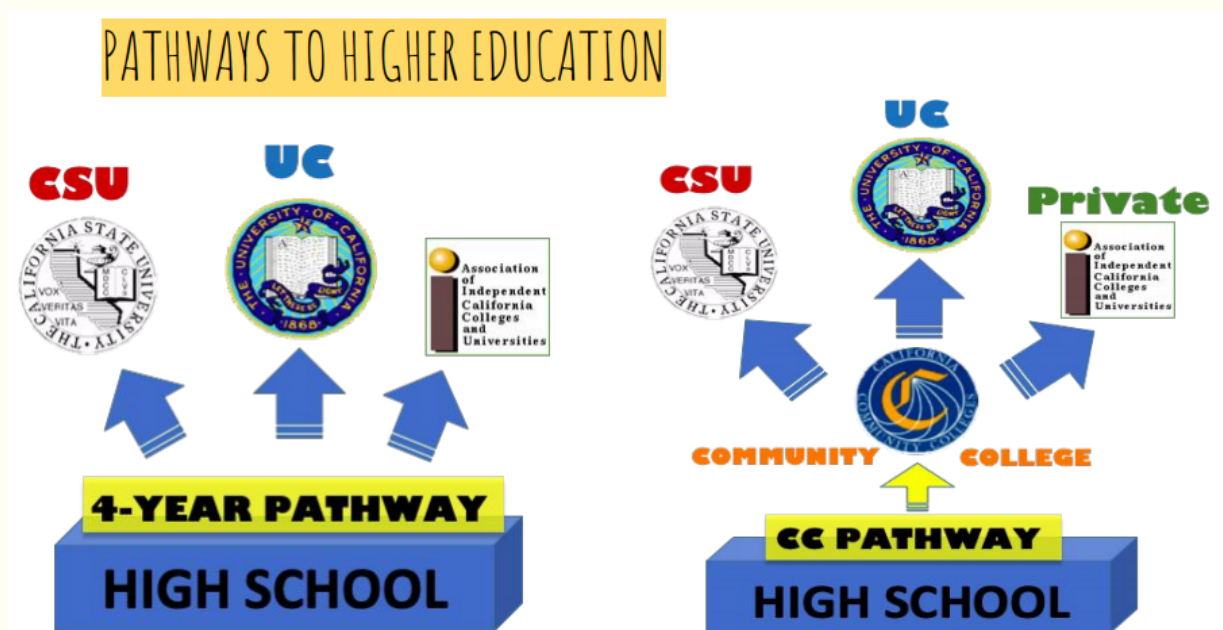 PATHWAYS TO HIGHER EDUCATION
CSU
UC
THE CALIFORNIA STATE UNIVERSITY
VOX
VERITAS
VITA
THE UNIVERSITY OF CALIFORNIA
LET THERE BE LIGHT
1868
Association
of
Independent
California
Colleges
and
Universities
4-YEAR PATHWAY
HIGH SCHOOL
UC
CSU
Private
THE UNIVERSITY OF CALIFORNIA
LET THERE BE LIGHT
1868
THE CALIFORNIA STATE UNIVERSITY
VOX
VERITAS
VITA
Association
of
Independent
California
Colleges
and
Universities
CALIFORNIA
COMMUNITY COLLEGES
C
COMMUNITY COLLEGE
CC PATHWAY
HIGH SCHOOL